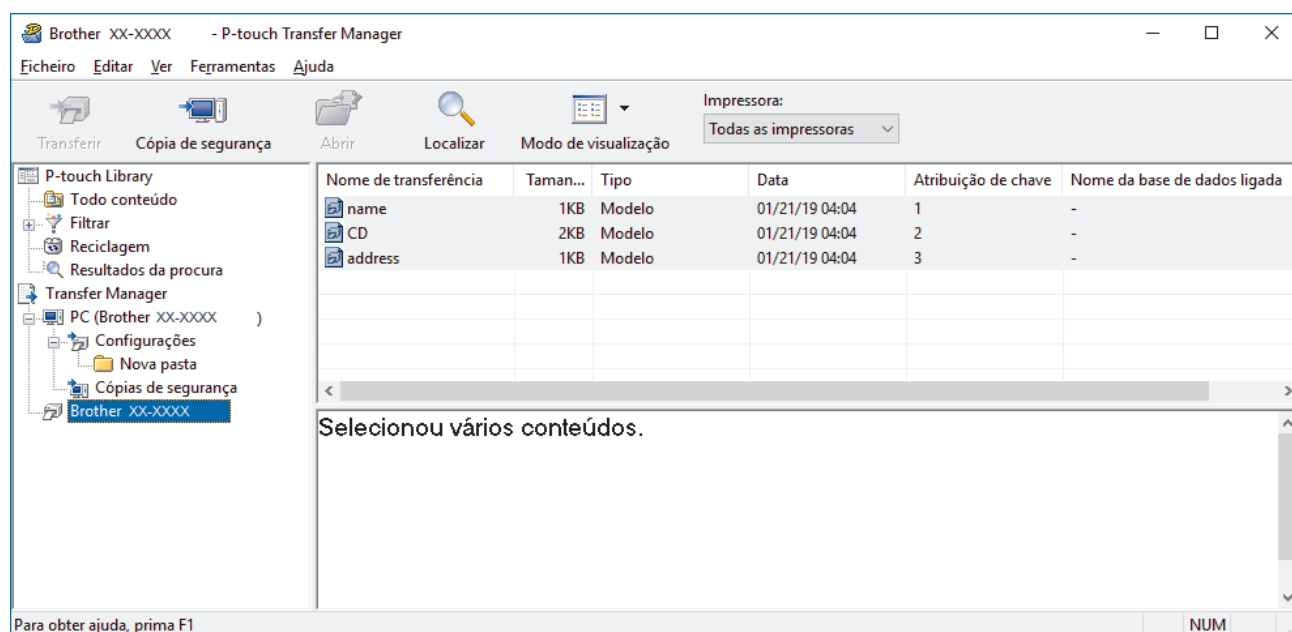 Brother XX-XXXX - P-touch Transfer Manager
Ficheiro Editar Ver Ferramentas Ajuda
Transferir Cópia de segurança Abrir Localizar Modo de visualização
Impressora:
Todas as impressoras
P-touch Library
Todo conteúdo
Filtrar
Reciclagem
Resultados da procura
Transfer Manager
PC (Brother XX-XXXX )
Configurações
Nova pasta
Cópias de segurança
Brother XX-XXXX
Nome de transferência Taman... Tipo Data Atribuição de chave Nome da base de dados ligada
name 1KB Modelo 01/21/19 04:04 1 -
CD 2KB Modelo 01/21/19 04:04 2 -
address 1KB Modelo 01/21/19 04:04 3 -
Selecionou vários conteúdos.
Para obter ajuda, prima F1 NUM